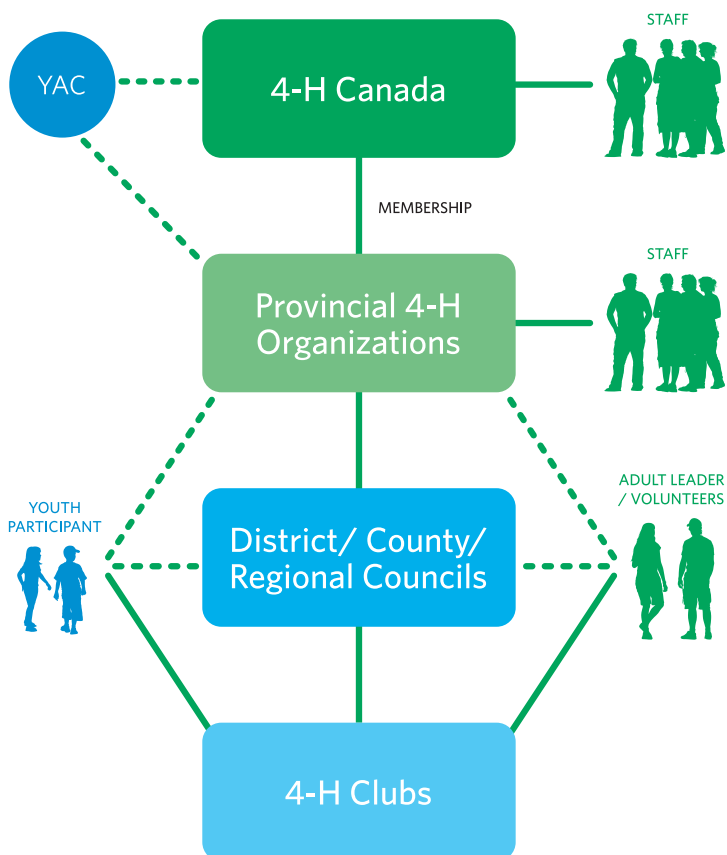 STAFF
YAC
4-H Canada
MEMBERSHIP
STAFF
Provincial 4-H
Organizations
ADULT LEADER
/ VOLUNTEERS
YOUTH
PARTICIPANT
District/ County/
Regional Councils
4-H Clubs